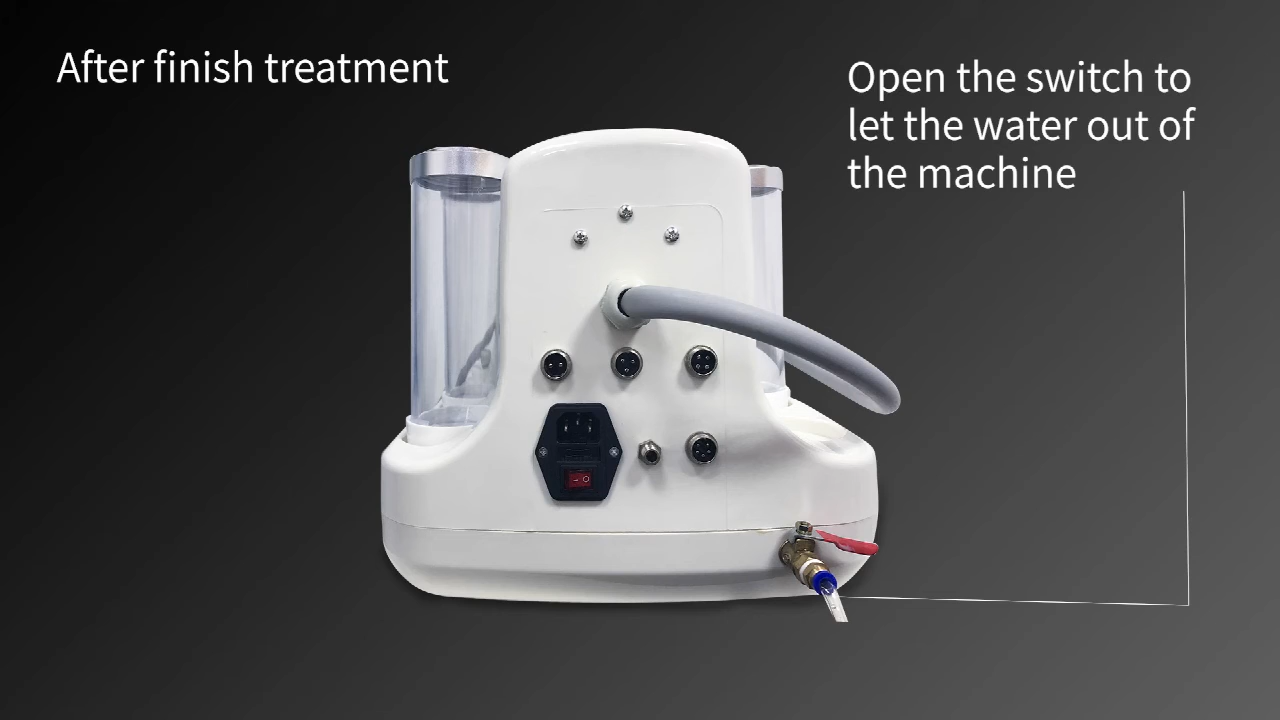 After finish treatment
Open the switch to
let the water out of
the machine